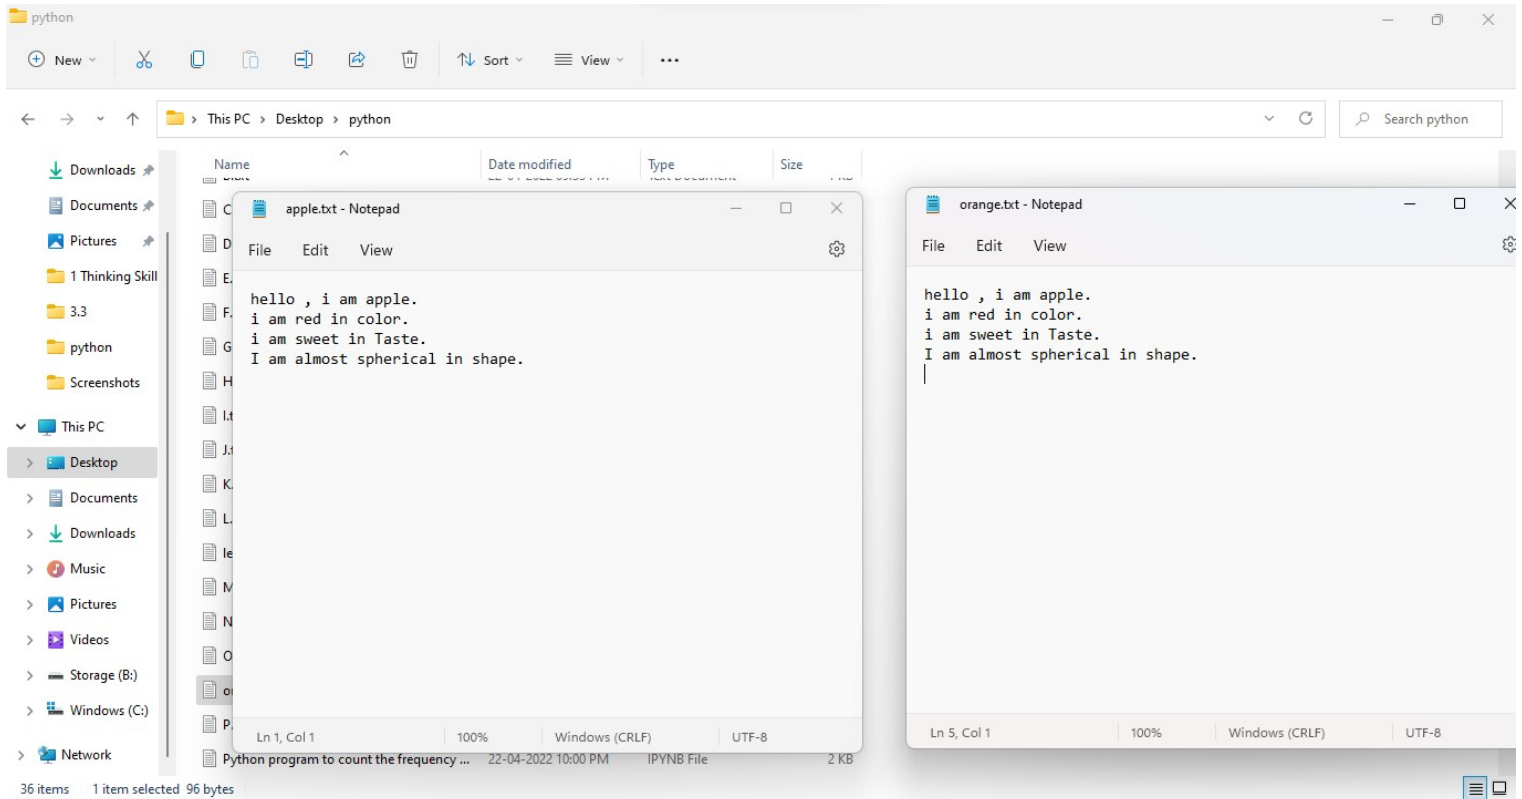 python
New
Sort
View
This PC > Desktop > python
Search python
Name
Date modified
Type
Size
Downloads
Documents
Pictures
1 Thinking Skill
3.3
python
Screenshots
This PC
Desktop
Documents
Downloads
Music
Pictures
Videos
Storage (B:)
Windows (C:)
Network
C
D
E.
F.
G
H
I.t
J.t
K.
L.
le
M
N
O
or
P.
Python program to count the frequency ... 22-04-2022 10:00 PM IPYNB File 2 KB
apple.txt - Notepad
File Edit View
hello , i am apple.
i am red in color.
i am sweet in Taste.
I am almost spherical in shape.
Ln 1, Col 1 100% Windows (CRLF) UTF-8
orange.txt - Notepad
File Edit View
hello , i am apple.
i am red in color.
i am sweet in Taste.
I am almost spherical in shape.
Ln 5, Col 1 100% Windows (CRLF) UTF-8
36 items 1 item selected 96 bytes